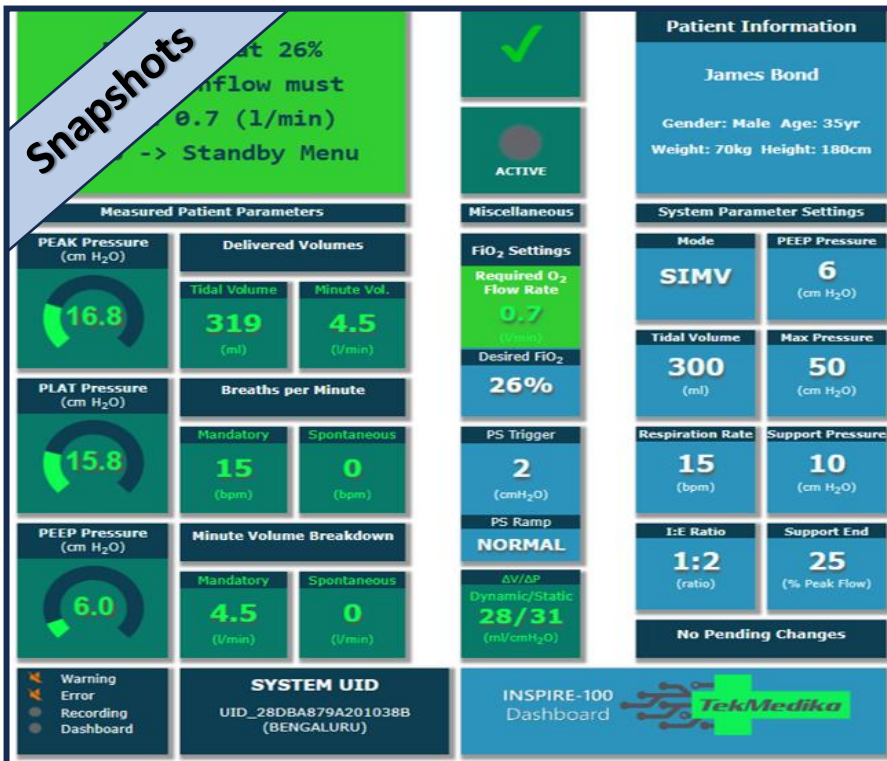 Snapshots
at 26%
nflow must
0.7 (l/min)
-> Standby Menu
ACTIVE
Patient Information
James Bond
Gender: Male Age: 35yr
Weight: 70kg Height: 180cm
Measured Patient Parameters
Miscellaneous
System Parameter Settings
PEAK Pressure
(cm H₂O)
16.8
Delivered Volumes
Tidal Volume
319
(ml)
Minute Vol.
4.5
(l/min)
PLAT Pressure
(cm H₂O)
15.8
Breaths per Minute
Mandatory
15
(bpm)
Spontaneous
0
(bpm)
PEEP Pressure
(cm H₂O)
6.0
Minute Volume Breakdown
Mandatory
4.5
(l/min)
Spontaneous
0
(l/min)
FiO₂ Settings
Required O₂
Flow Rate
0.7
(l/min)
Desired FiO₂
26%
PS Trigger
2
(cmH₂O)
PS Ramp
NORMAL
ΔV/ΔP
Dynamic/Static
28/31
(ml/cmH₂O)
Mode
SIMV
PEEP Pressure
6
(cm H₂O)
Tidal Volume
300
(ml)
Max Pressure
50
(cm H₂O)
Respiration Rate
15
(bpm)
Support Pressure
10
(cm H₂O)
I:E Ratio
1:2
(ratio)
Support End
25
(% Peak Flow)
No Pending Changes
Warning
Error
Recording
Dashboard
SYSTEM UID
UID_28DBA879A201038B
(BENGALURU)
INSPIRE-100
Dashboard
TekMedika